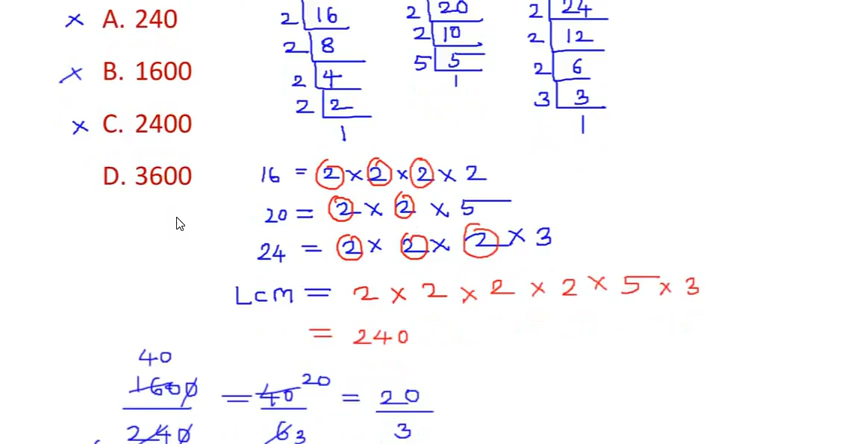 × A. 240
× B. 1600
× C. 2400
D. 3600
2 16
2 8
2 4
2 2
1
2 20
2 10
5 5
1
2 24
2 12
2 6
3 3
1
16 = 2 × 2 × 2 × 2
20 = 2 × 2 × 5
24 = 2 × 2 × 2 × 3
Lcm = 2 × 2 × 2 × 2 × 5 × 3
= 240
40
1600 = 40 20 = 20
240 6 3 3